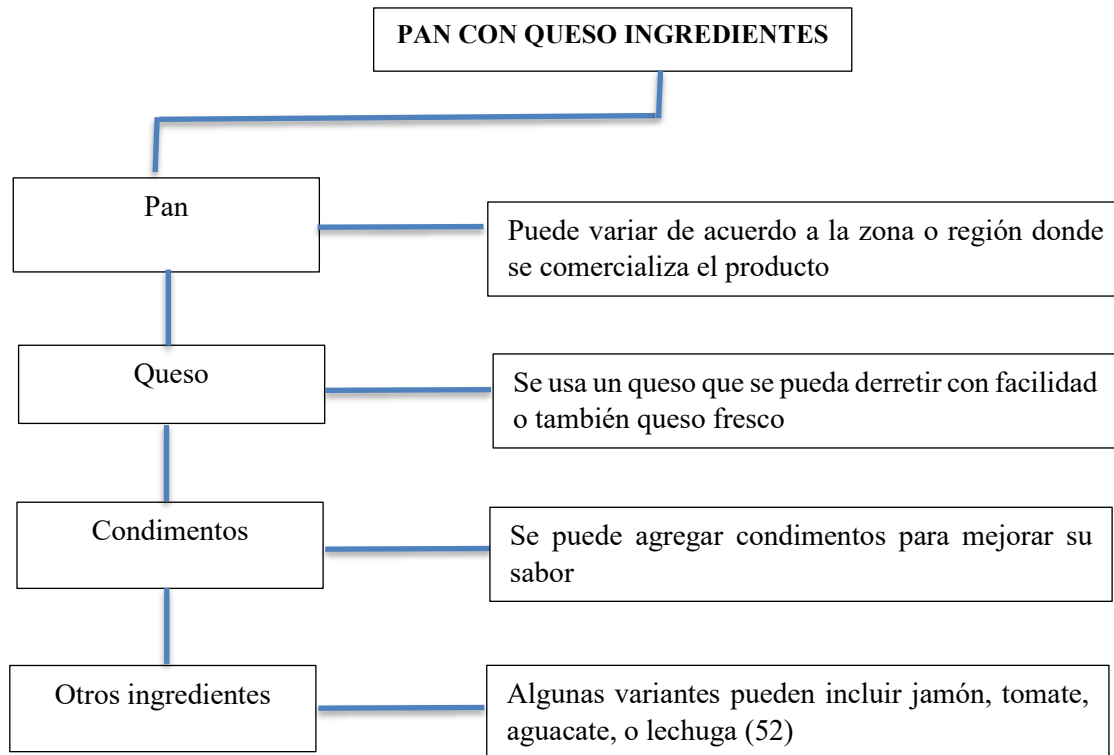 PAN CON QUESO INGREDIENTES
Pan
Puede variar de acuerdo a la zona o región donde
se comercializa el producto
Queso
Se usa un queso que se pueda derretir con facilidad
o también queso fresco
Condimentos
Se puede agregar condimentos para mejorar su
sabor
Otros ingredientes
Algunas variantes pueden incluir jamón, tomate,
aguacate, o lechuga (52)